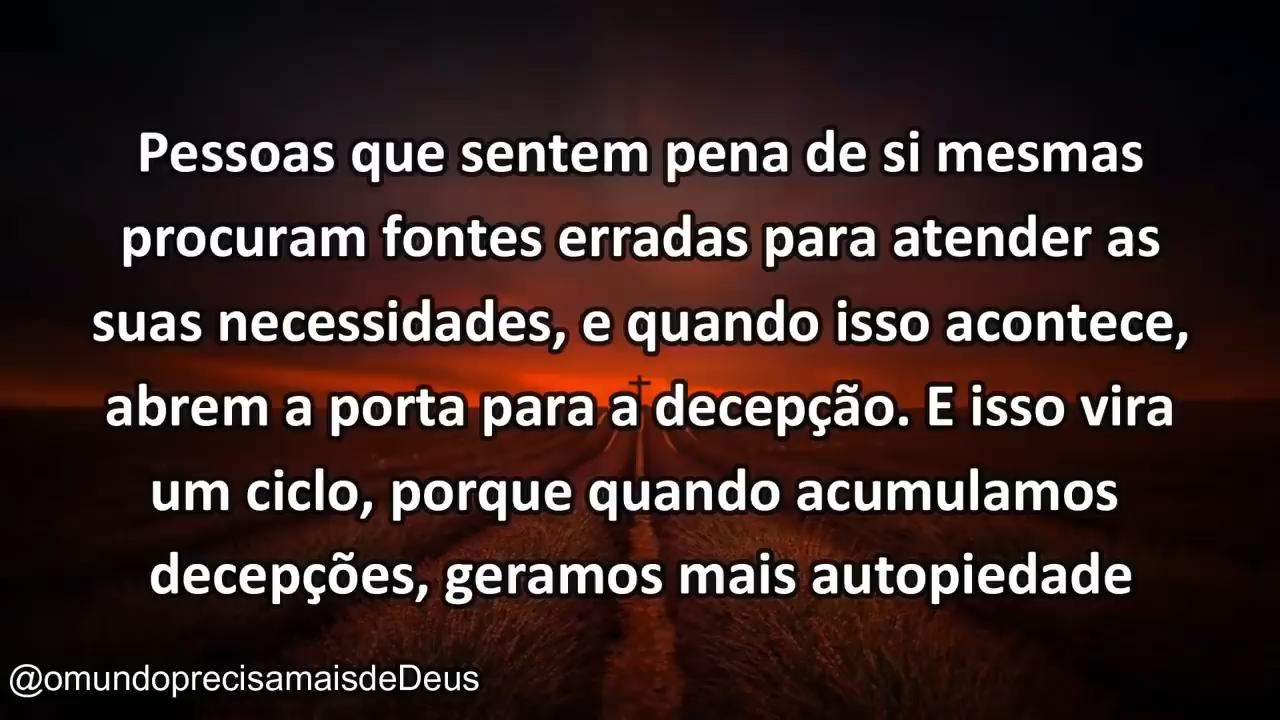 Pessoas que sentem pena de si mesmas
procuram fontes erradas para atender as
suas necessidades, e quando isso acontece,
abrem a porta para a decepção. E isso vira
um ciclo, porque quando acumulamos
decepções, geramos mais autopiedade
@omundoprecisamaisdeDeus